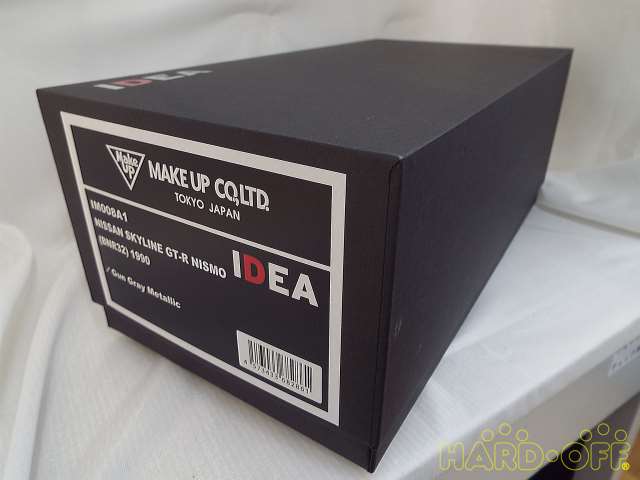 IDEA
Make Up
MAKE UP CO,.LTD.
TOKYO JAPAN
IM008A1
NISSAN SKYLINE GT-R NISMO
(BNR32) 1990
/ Gun Gray Metallic
IDEA
HARD-OFF